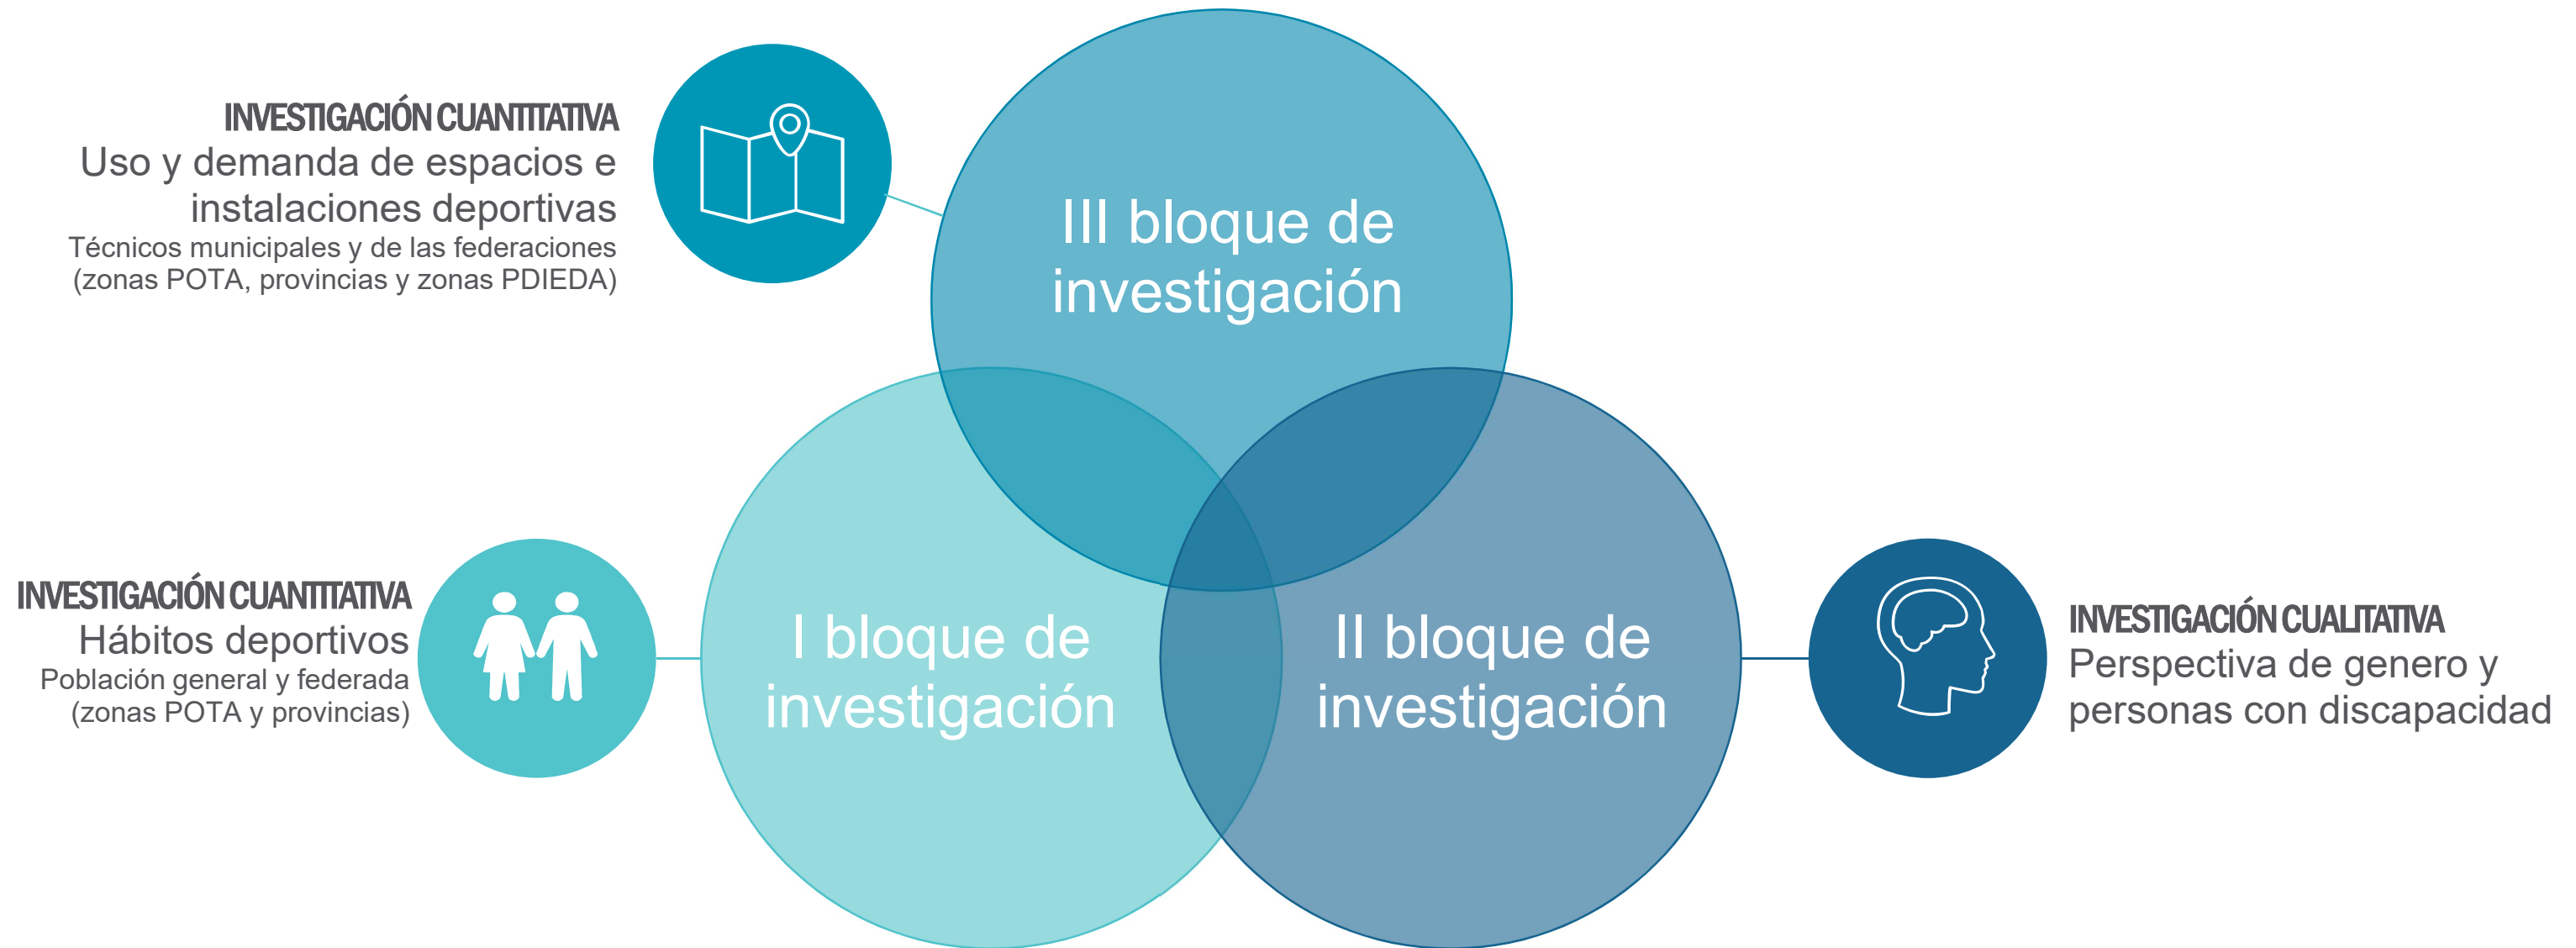 INVESTIGACIÓN CUANTITATIVA
Uso y demanda de espacios e
instalaciones deportivas
Técnicos municipales y de las federaciones
(zonas POTA, provincias y zonas PDIEDA)
III bloque de
investigación
INVESTIGACIÓN CUANTITATIVA
Hábitos deportivos
Población general y federada
(zonas POTA y provincias)
I bloque de
investigación
II bloque de
investigación
INVESTIGACIÓN CUALITATIVA
Perspectiva de genero y
personas con discapacidad